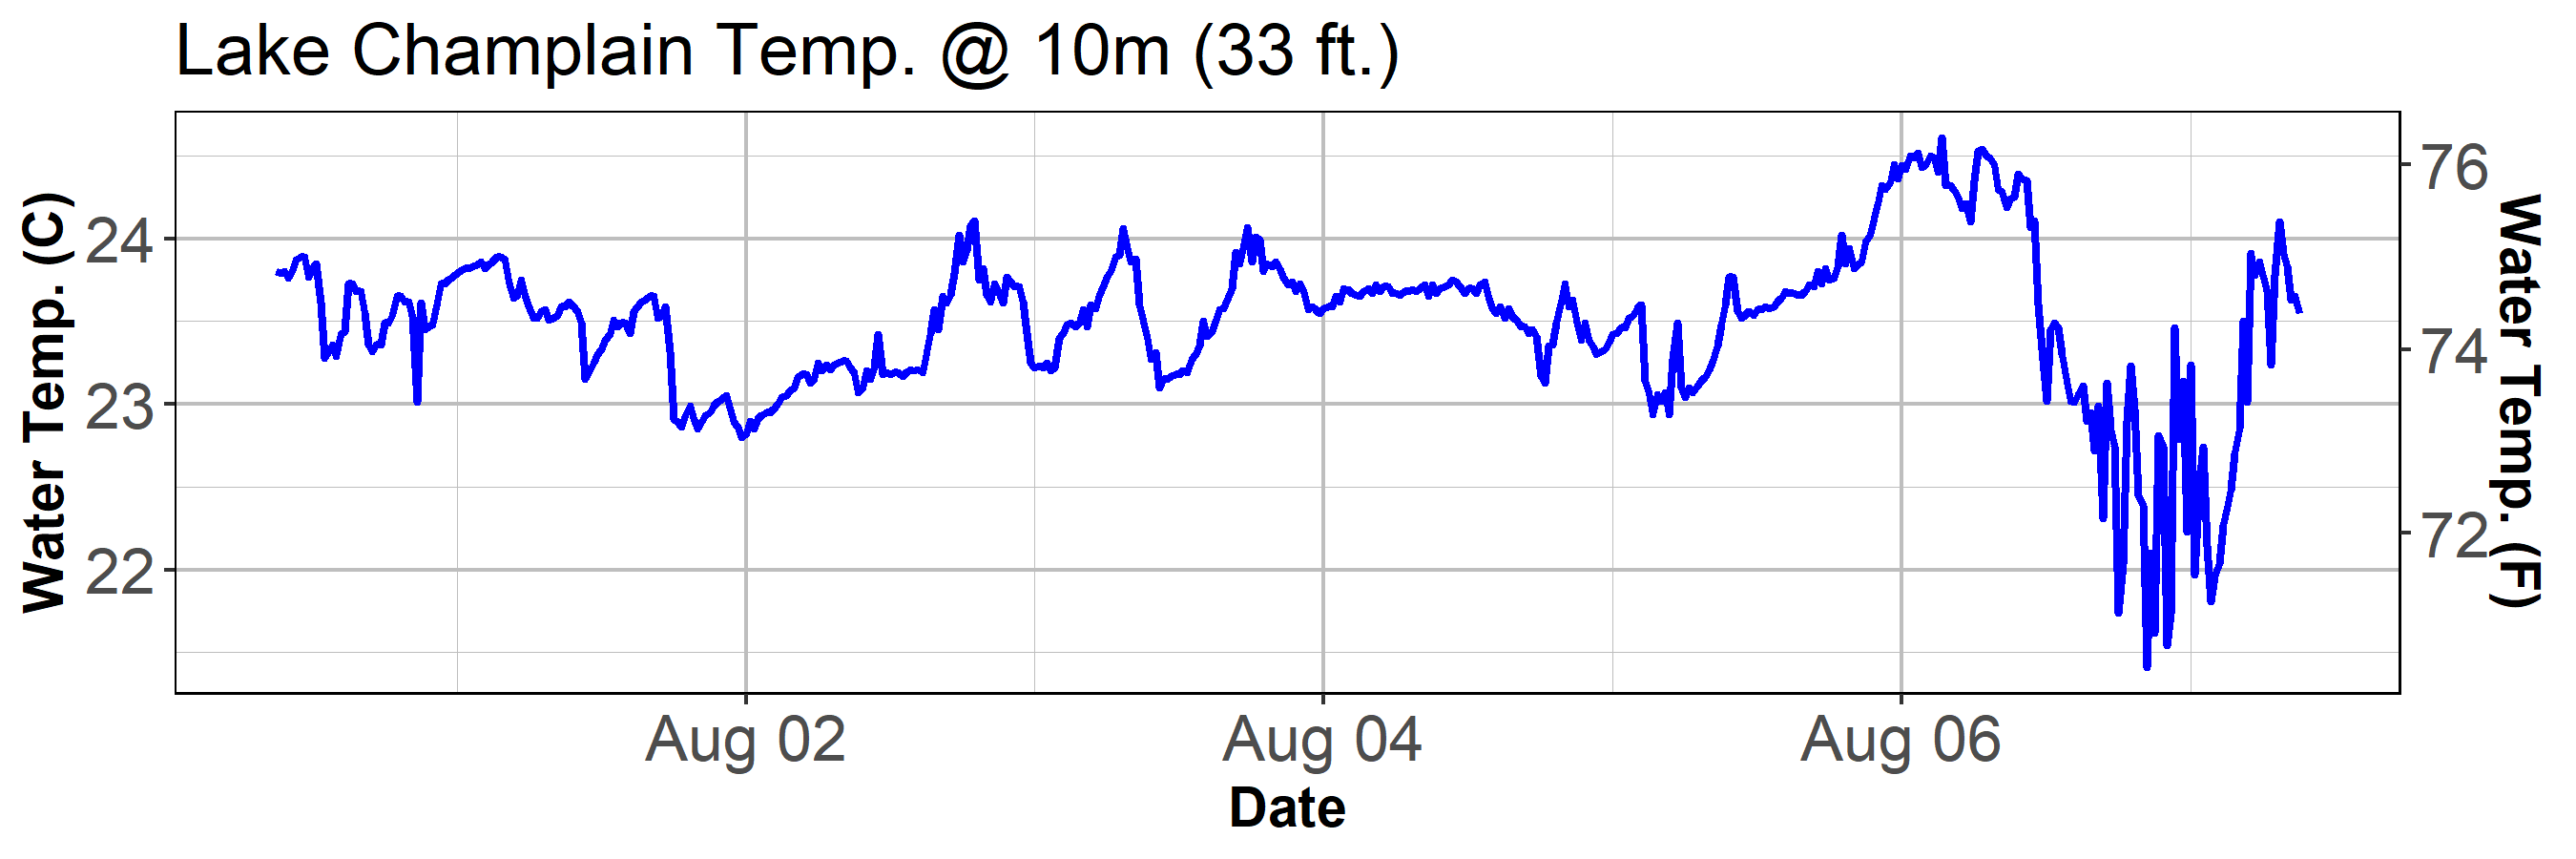 Lake Champlain Temp. @ 10m (33 ft.)
Water Temp. (C)
24
23
22
76
74
72
Water Temp. (F)
Aug 02
Aug 04
Aug 06
Date